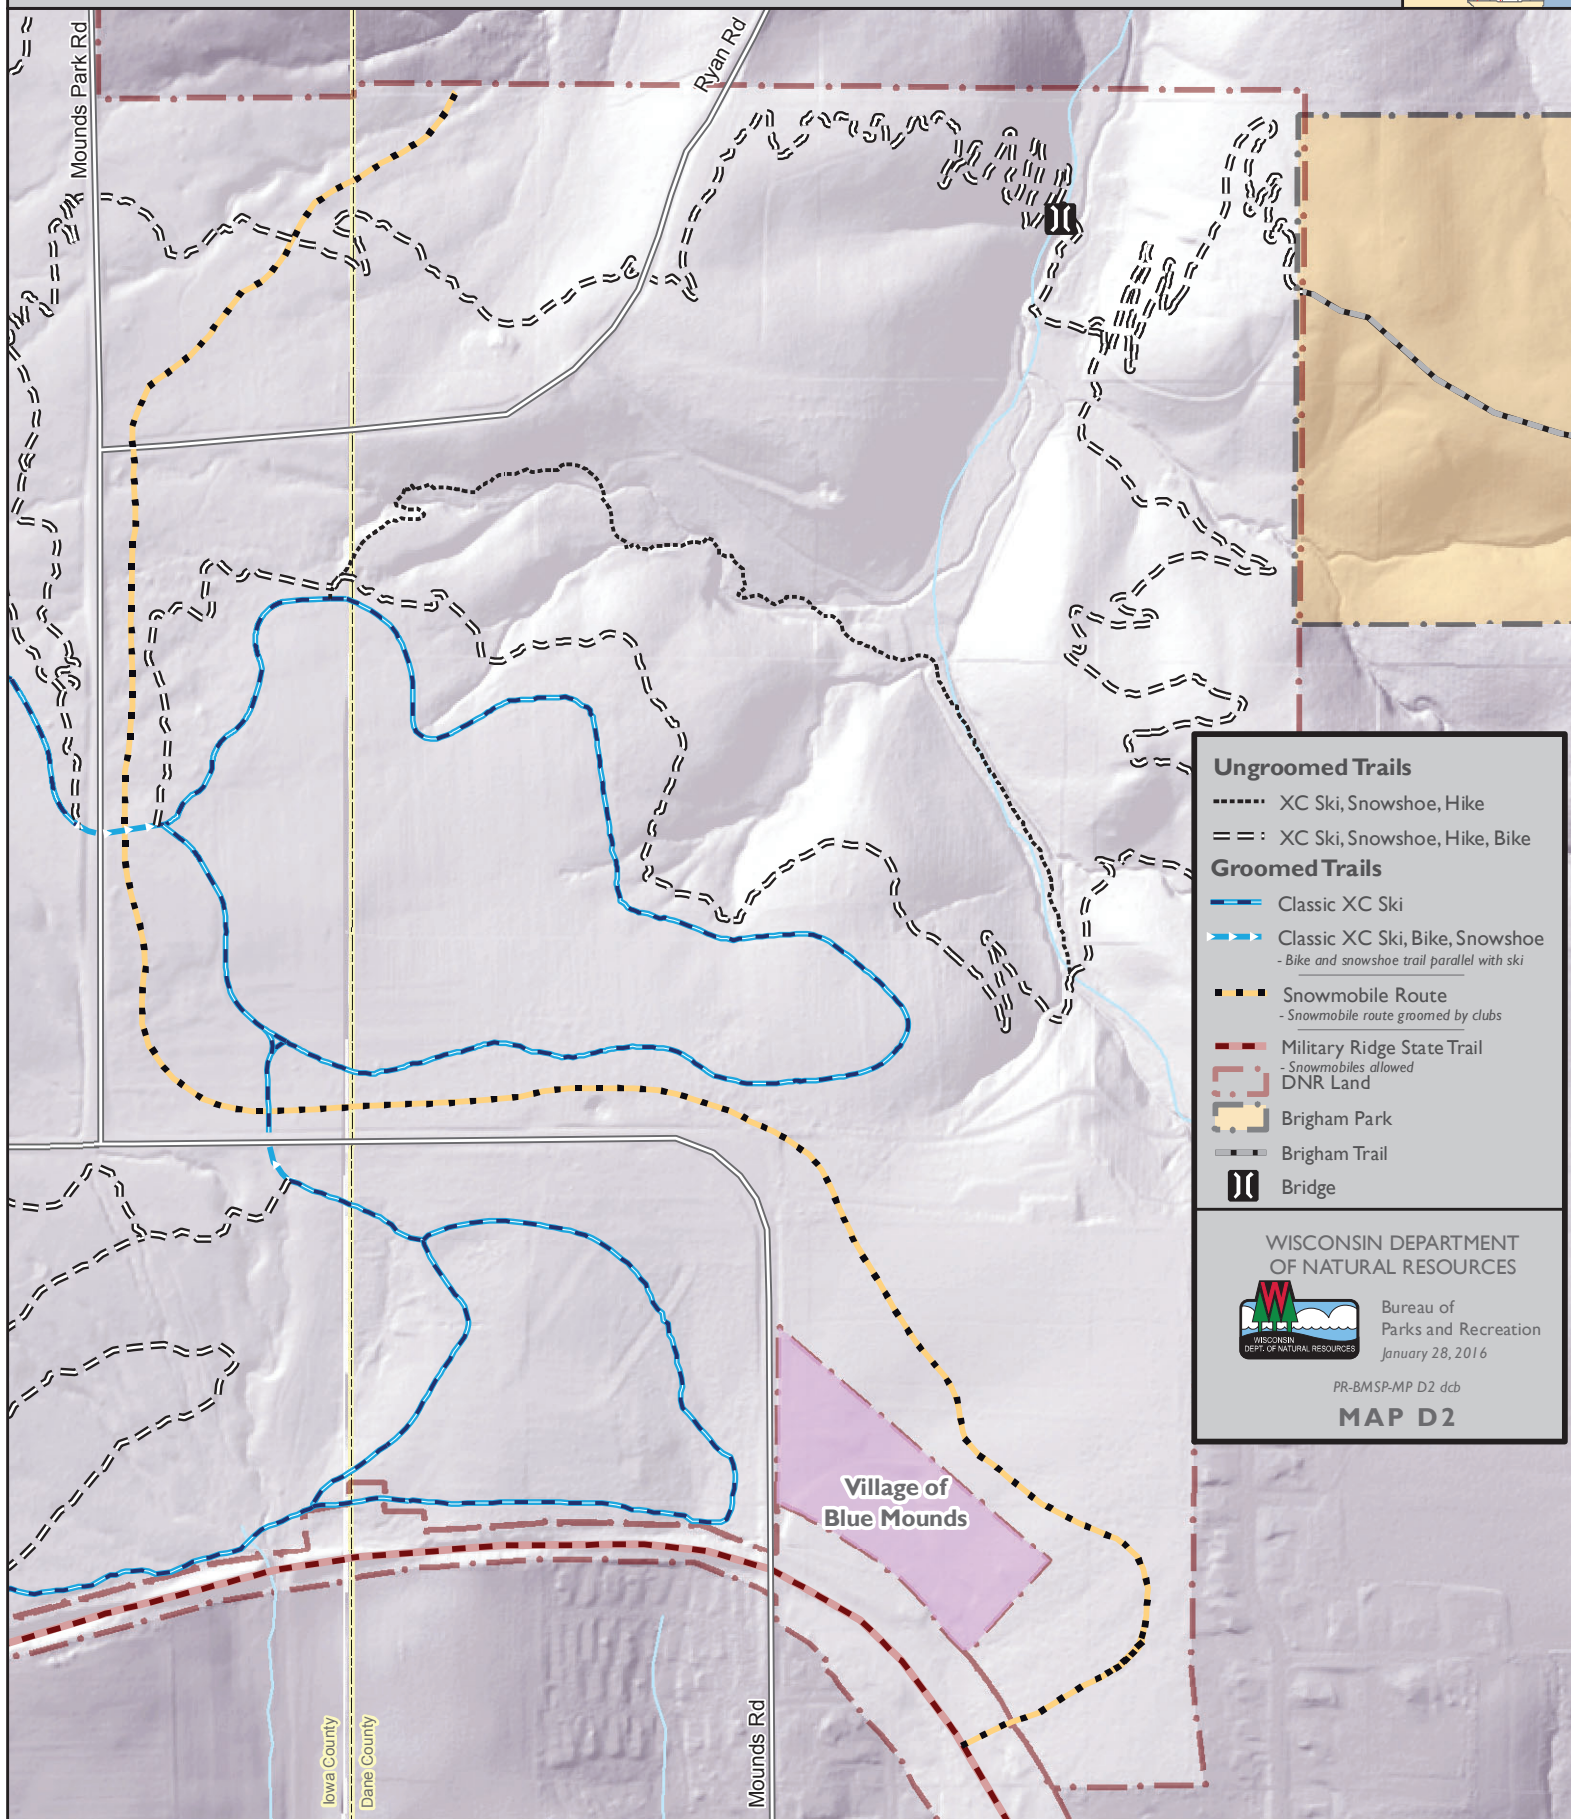 Mounds Park Rd
Ryan Rd
Ungroomed Trails
XC Ski, Snowshoe, Hike
XC Ski, Snowshoe, Hike, Bike
Groomed Trails
Classic XC Ski
Classic XC Ski, Bike, Snowshoe
- Bike and snowshoe trail parallel with ski
Snowmobile Route
- Snowmobile route groomed by clubs
Military Ridge State Trail
- Snowmobiles allowed
DNR Land
Brigham Park
Brigham Trail
Bridge
WISCONSIN DEPARTMENT
OF NATURAL RESOURCES
W
WISCONSIN
DEPT. OF NATURAL RESOURCES
Bureau of
Parks and Recreation
January 28, 2016
PR-BMSP-MP D2 dcb
MAP D2
Village of
Blue Mounds
Iowa County
Dane County
Mounds Rd